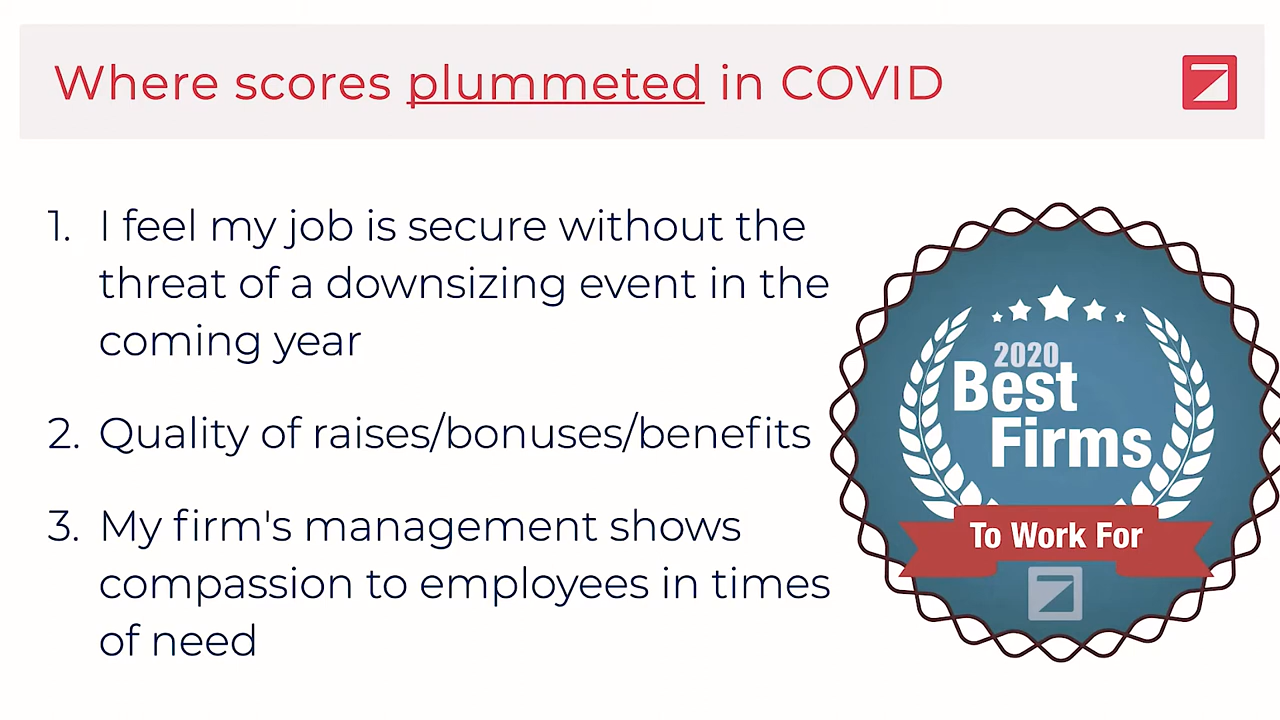 Where scores plummeted in COVID
1. I feel my job is secure without the
threat of a downsizing event in the
coming year
2. Quality of raises/bonuses/benefits
3. My firm's management shows
compassion to employees in times
of need
2020
Best
Firms
To Work For